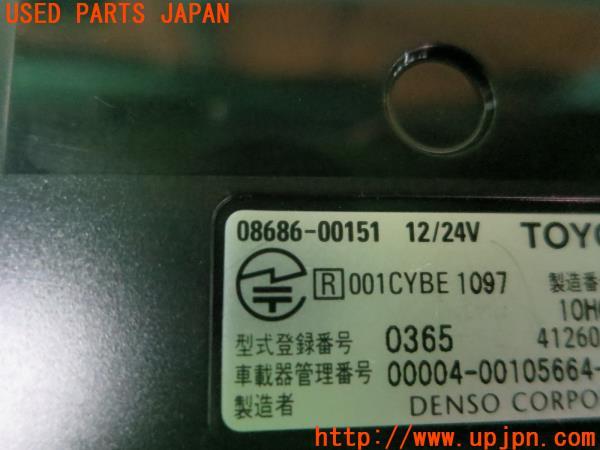 USED PARTS JAPAN
08686-00151 12/24V TOYO
R 001CYBE 1097 製造番
10H
型式登録番号 0365 41260
車載器管理番号 00004-00105664-
製造者 DENSO CORPO
出典：www.upjpn.com